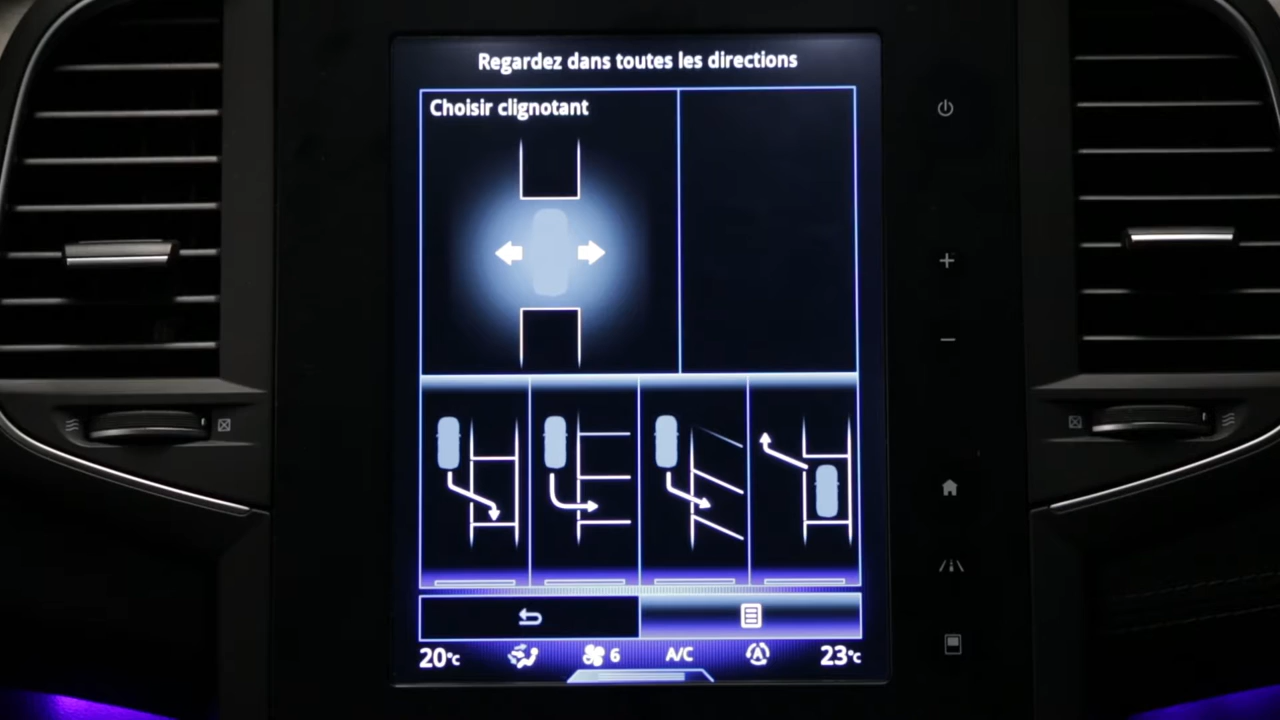 Regardez dans toutes les directions
Choisir clignotant
20°C
6
A/C
23°C